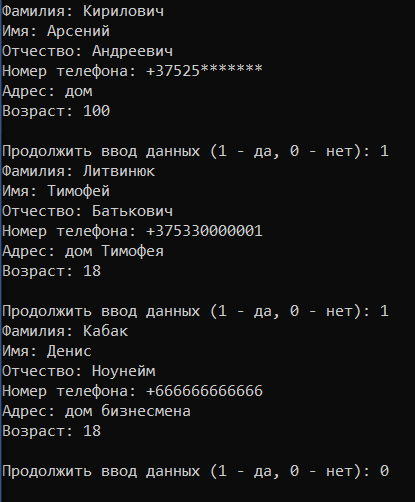 Фамилия: Кирилович
Имя: Арсений
Отчество: Андреевич
Номер телефона: +37525*******
Адрес: дом
Возраст: 100
Продолжить ввод данных (1 - да, 0 - нет): 1
Фамилия: Литвинюк
Имя: Тимофей
Отчество: Батькович
Номер телефона: +375330000001
Адрес: дом Тимофея
Возраст: 18
Продолжить ввод данных (1 - да, 0 - нет): 1
Фамилия: Кабак
Имя: Денис
Отчество: Ноунейм
Номер телефона: +666666666666
Адрес: дом бизнесмена
Возраст: 18
Продолжить ввод данных (1 - да, 0 - нет): 0